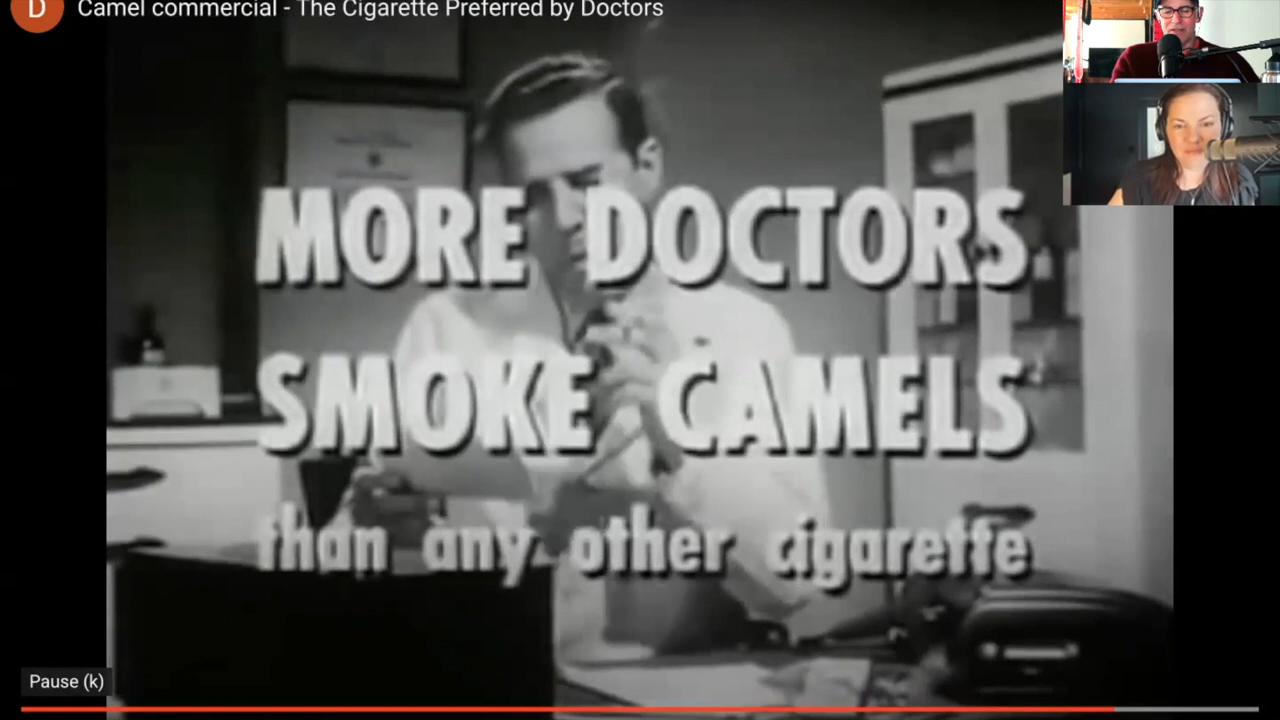 D
Camel commercial - The Cigarette Preferred by Doctors
MORE DOCTORS
SMOKE CAMELS
than any other cigarette
Pause (k)